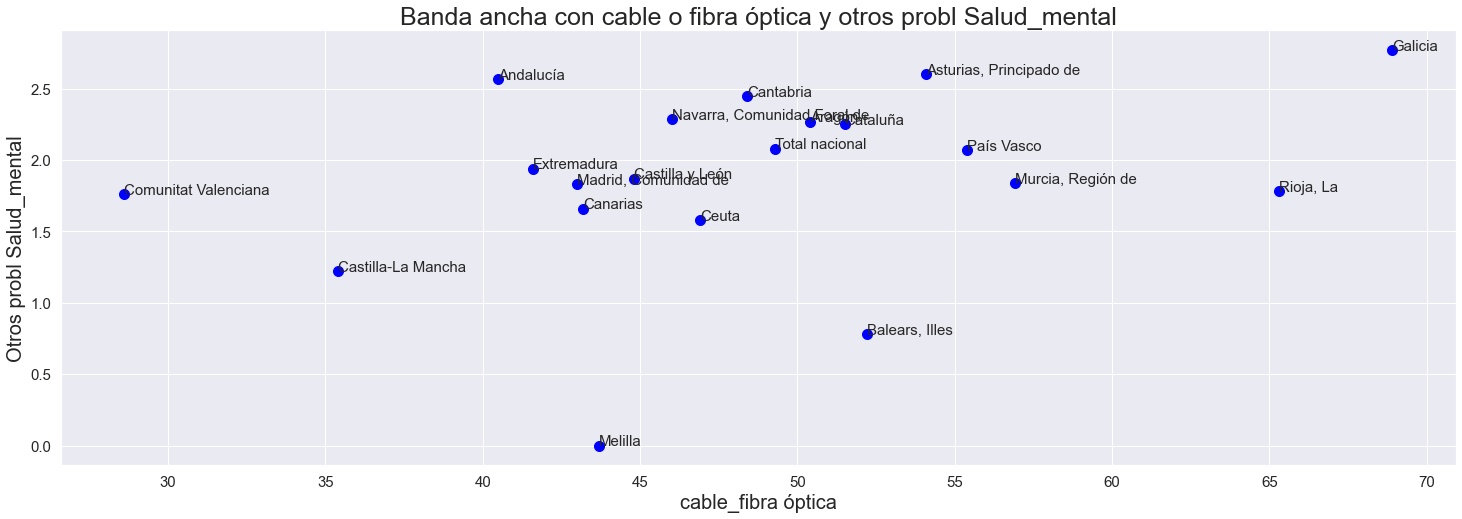 Banda ancha con cable o fibra óptica y otros probl Salud_mental
Otros probl Salud_mental
2.5
2.0
1.5
1.0
0.5
0.0
Galicia
Asturias, Principado de
Andalucía
Cantabria
Navarra, Comunidad Foral de
Aragón
Cataluña
Total nacional
País Vasco
Extremadura
Castilla y León
Madrid, Comunidad de
Murcia, Región de
Rioja, La
Comunitat Valenciana
Canarias
Ceuta
Castilla-La Mancha
Balears, Illes
Melilla
30 35 40 45 50 55 60 65 70
cable_fibra óptica